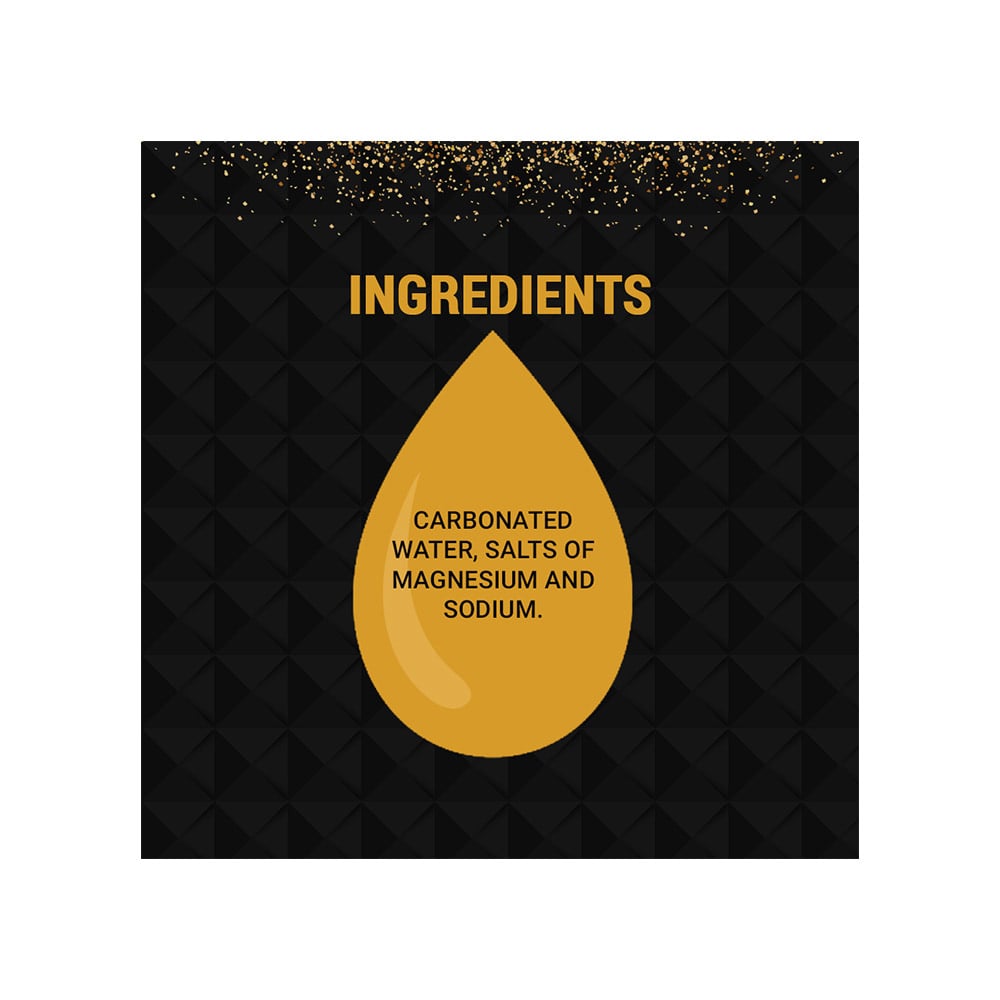 INGREDIENTS
CARBONATED
WATER, SALTS OF
MAGNESIUM AND
SODIUM.